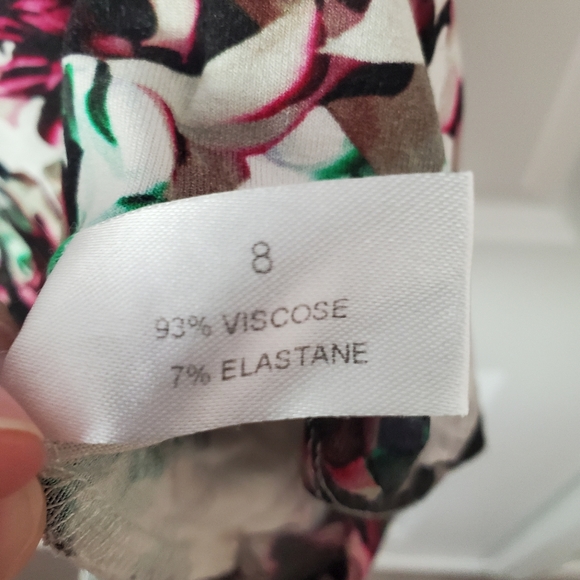 8
93% VISCOSE
7% ELASTANE